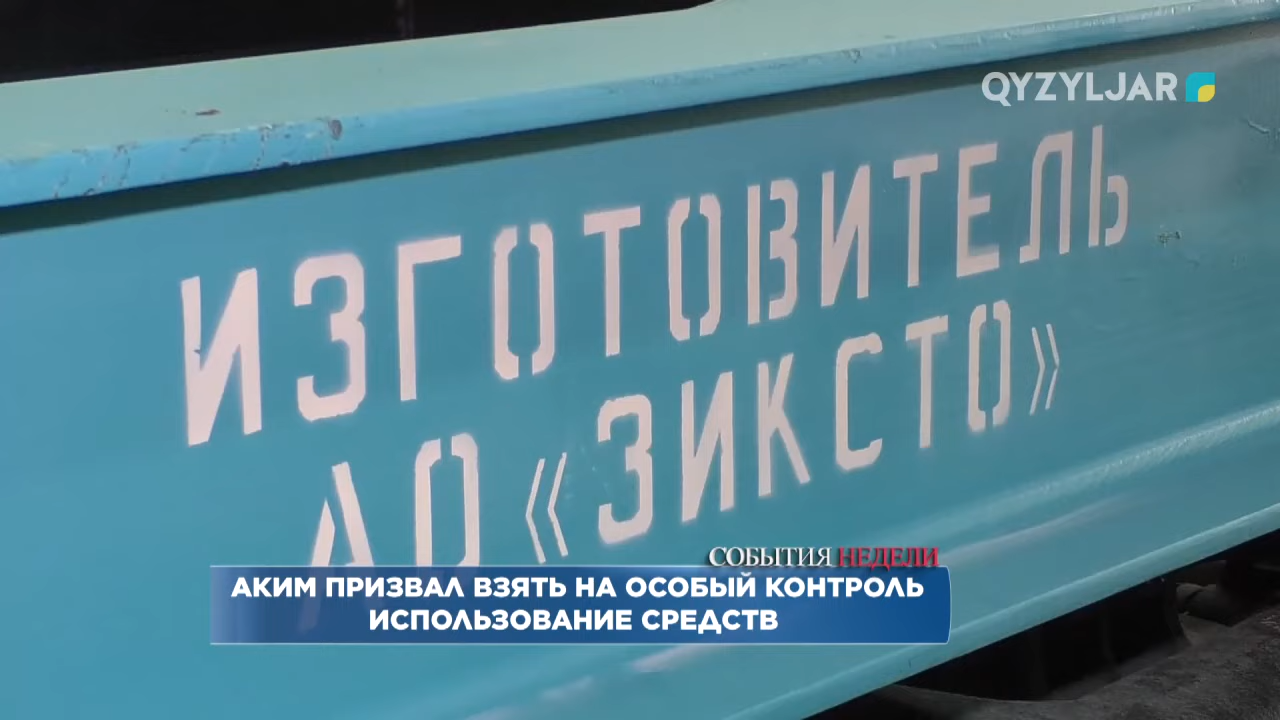 QYZYLJAR
ИЗГОТОВИТЕЛЬ
АО «ЗИКСТО»
СОБЫТИЯ НЕДЕЛИ
АКИМ ПРИЗВАЛ ВЗЯТЬ НА ОСОБЫЙ КОНТРОЛЬ
ИСПОЛЬЗОВАНИЕ СРЕДСТВ